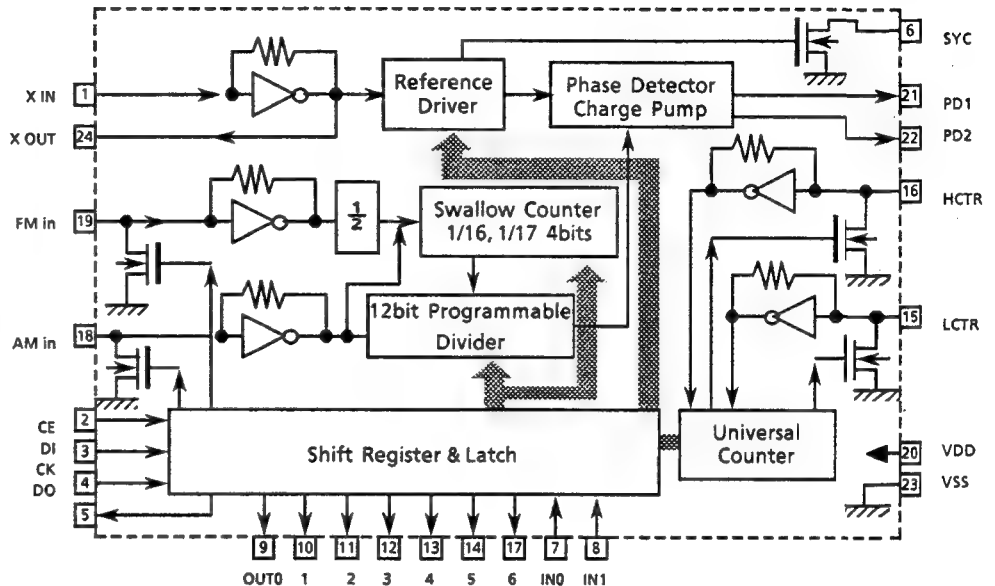 6 SYC
X IN 1
Reference
Driver
Phase Detector
Charge Pump
21 PD1
X OUT 24
22 PD2
16 HCTR
FM in 19
1/2
Swallow Counter
1/16, 1/17 4bits
12bit Programmable
Divider
AM in 18
15 LCTR
CE 2
DI 3
CK 4
DO 5
Shift Register & Latch
Universal
Counter
20 VDD
23 VSS
9 10 11 12 13 14 17 7 8
OUT0 1 2 3 4 5 6 IN0 IN1